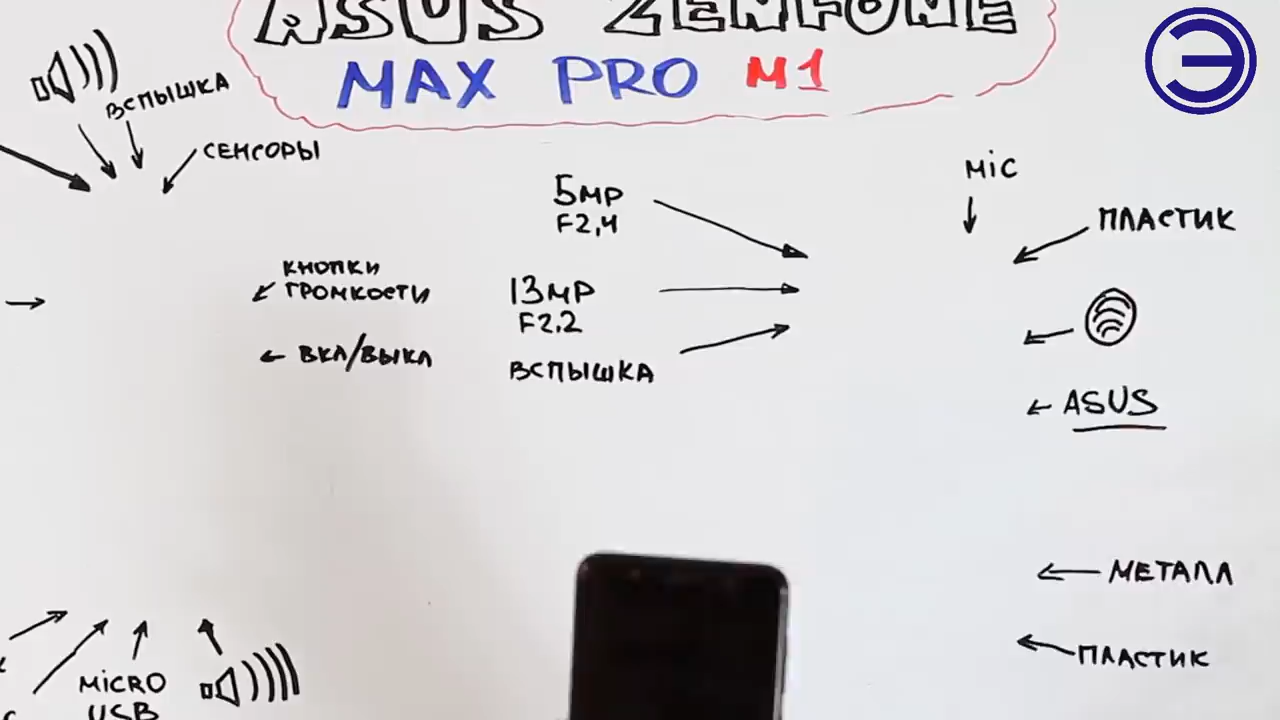 ASUS ZENFONE
MAX PRO M1
Э
ВСПЫШКА
СЕНСОРЫ
КНОПКИ
ГРОМКОСТИ
ВКЛ/ВЫКЛ
5MP
F2,4
13MP
F2.2
ВСПЫШКА
MiC
ПЛАСТИК
ASUS
МЕТАЛЛ
ПЛАСТИК
MiCRO
USB